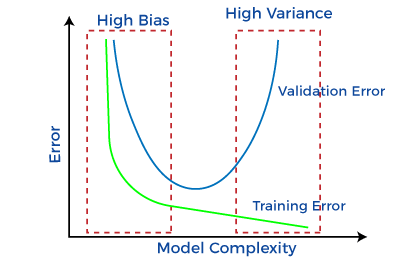 High Bias
High Variance
Validation Error
Error
Training Error
Model Complexity